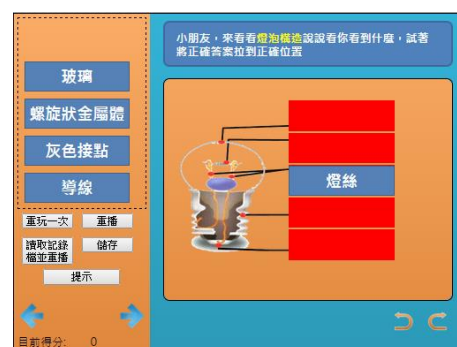 小朋友,來看看燈泡構造說說看你看到什麼,試著
將正確答案拉到正確位置
玻璃
螺旋狀金屬體
灰色接點
導線
燈絲
重玩一次
重播
讀取記錄
檔並重播
儲存
提示
目前得分: 0